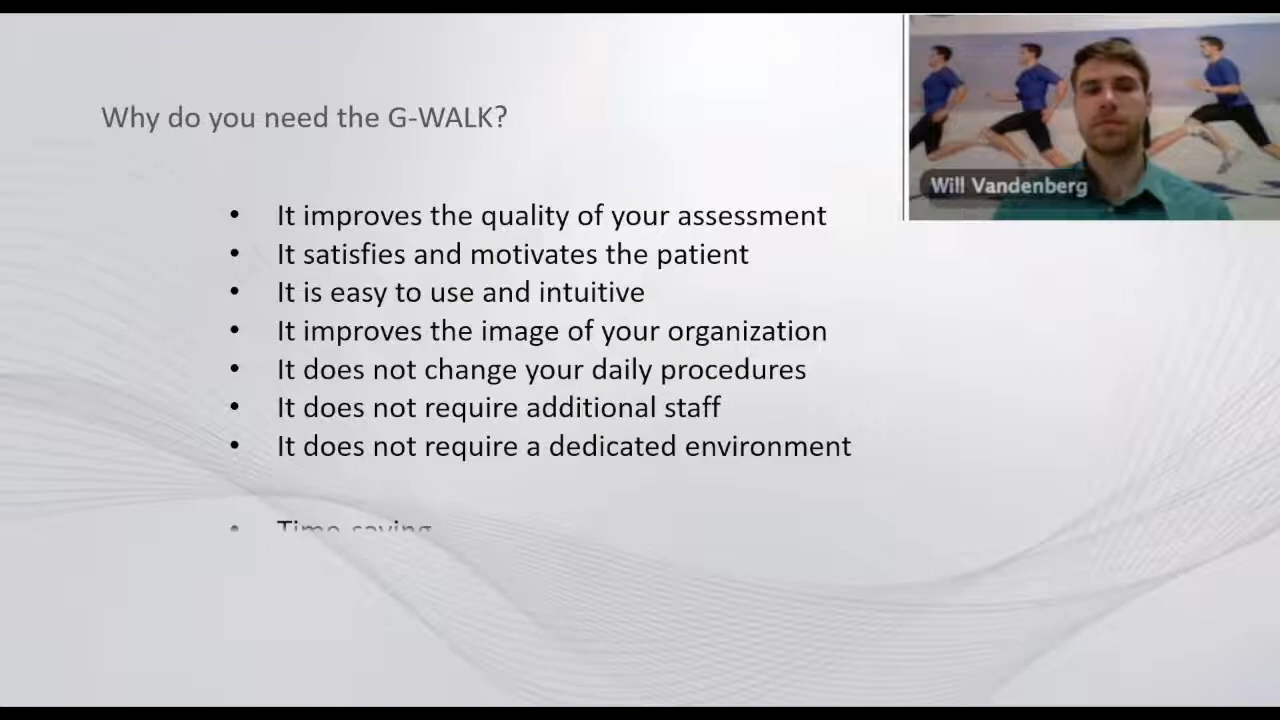 Why do you need the G-WALK?
Will Vandenberg
• It improves the quality of your assessment
• It satisfies and motivates the patient
• It is easy to use and intuitive
• It improves the image of your organization
• It does not change your daily procedures
• It does not require additional staff
• It does not require a dedicated environment
• Time-saving